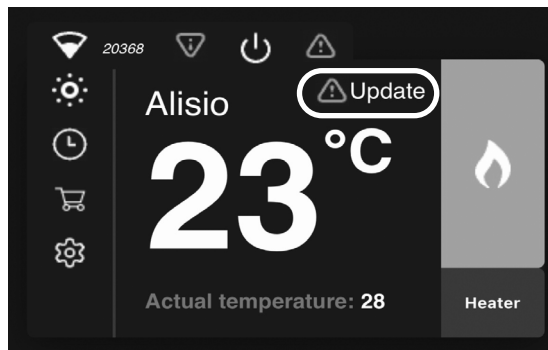 20368
Alisio
Update
23°C
Actual temperature: 28
Heater